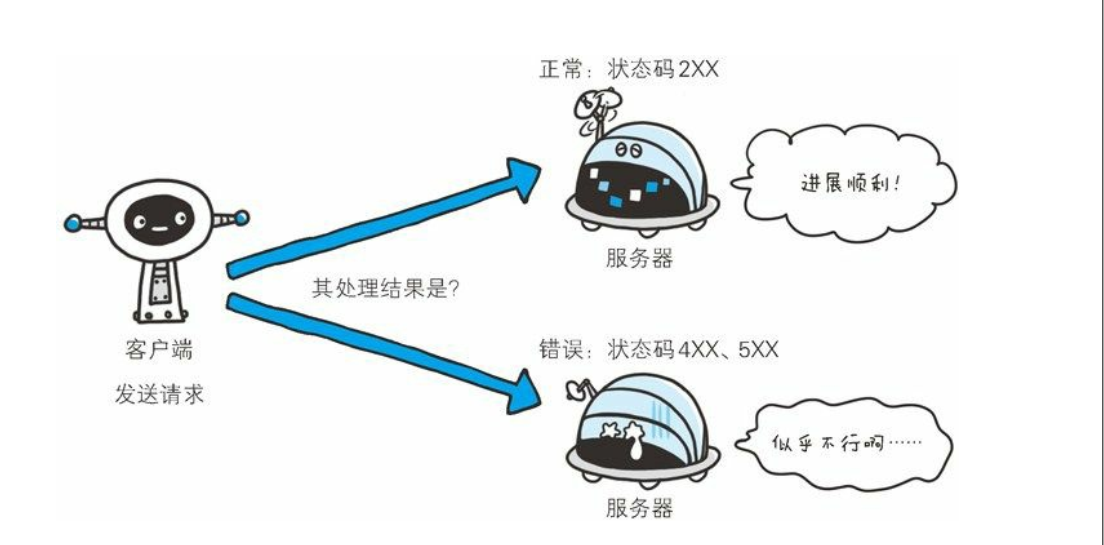 正常：状态码2XX
进展顺利！
服务器
其处理结果是？
客户端
发送请求
错误：状态码4XX、5XX
似乎不行啊……
服务器